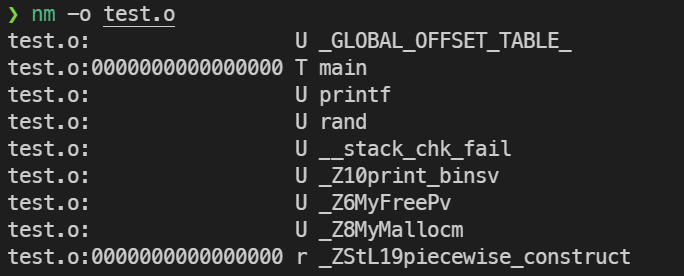 ❯ nm -o test.o
test.o:                 U _GLOBAL_OFFSET_TABLE_
test.o:0000000000000000 T main
test.o:                 U printf
test.o:                 U rand
test.o:                 U __stack_chk_fail
test.o:                 U _Z10print_binsv
test.o:                 U _Z6MyFreePv
test.o:                 U _Z8MyMallocm
test.o:0000000000000000 r _ZStL19piecewise_construct